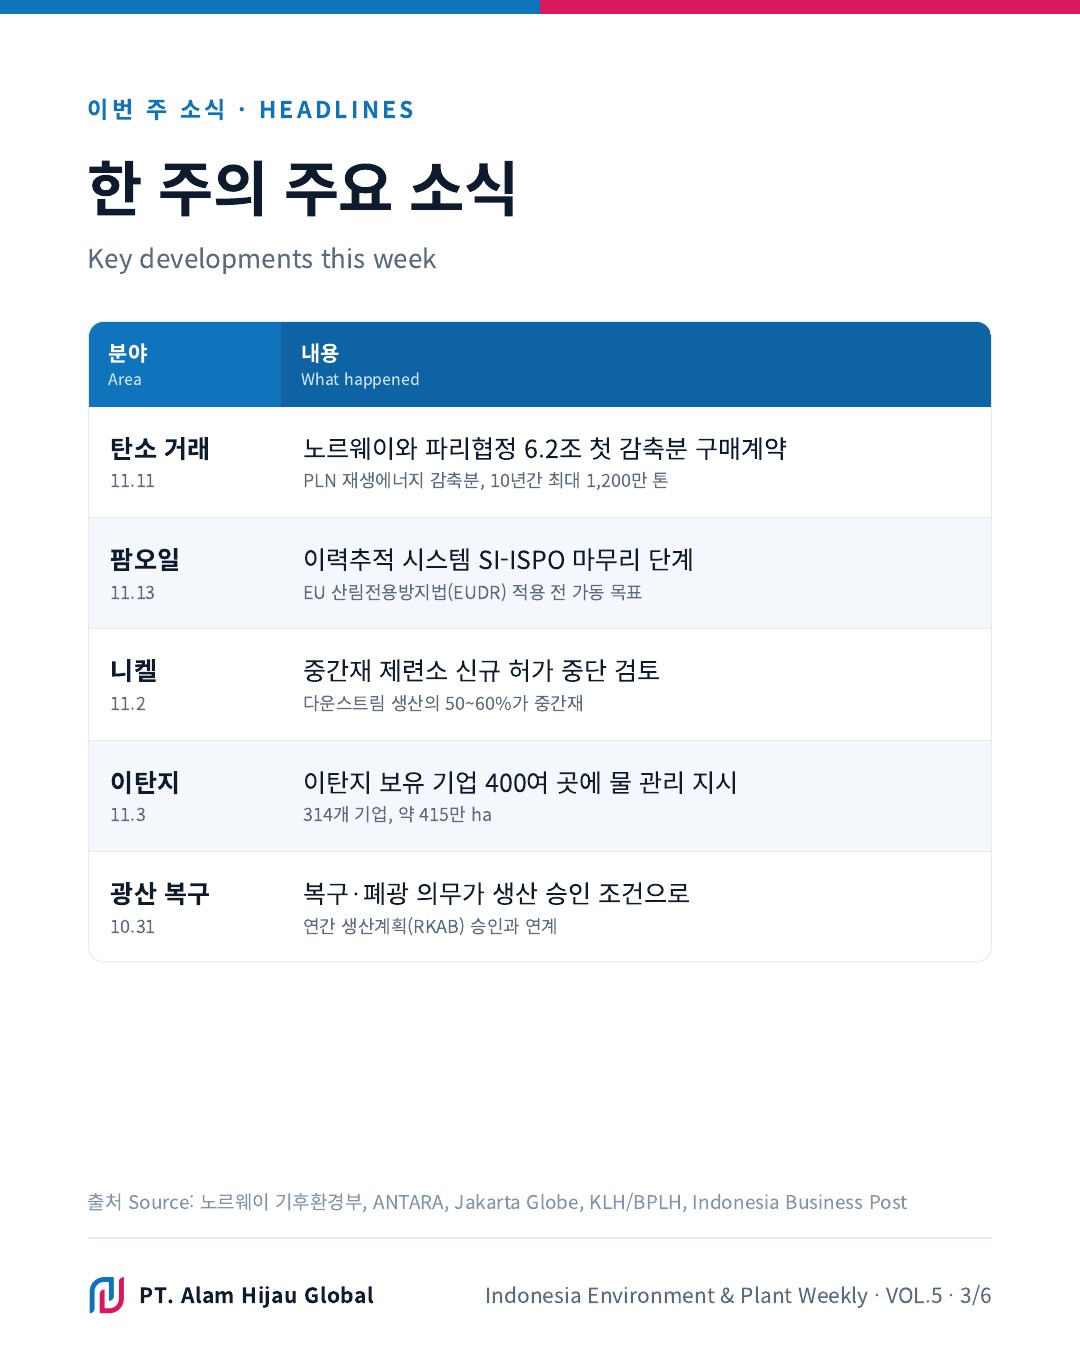 이번 주 소식 · HEADLINES
한 주의 주요 소식
Key developments this week
분야
Area
내용
What happened
탄소 거래
11.11
노르웨이와 파리협정 6.2조 첫 감축분 구매계약
PLN 재생에너지 감축분, 10년간 최대 1,200만 톤
팜오일
11.13
이력추적 시스템 SI-ISPO 마무리 단계
EU 산림전용방지법(EUDR) 적용 전 가동 목표
니켈
11.2
중간재 제련소 신규 허가 중단 검토
다운스트림 생산의 50~60%가 중간재
이탄지
11.3
이탄지 보유 기업 400여 곳에 물 관리 지시
314개 기업, 약 415만 ha
광산 복구
10.31
복구·폐광 의무가 생산 승인 조건으로
연간 생산계획(RKAB) 승인과 연계
출처 Source: 노르웨이 기후환경부, ANTARA, Jakarta Globe, KLH/BPLH, Indonesia Business Post
PT. Alam Hijau Global
Indonesia Environment & Plant Weekly · VOL.5 · 3/6